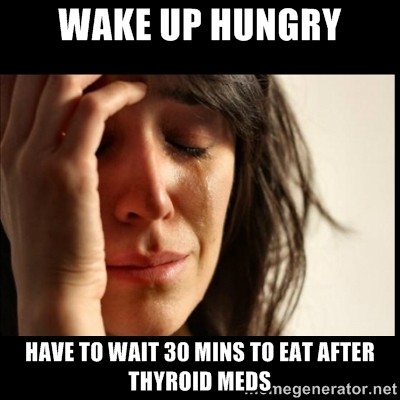 WAKE UP HUNGRY
HAVE TO WAIT 30 MINS TO EAT AFTER
THYROID MEDS
memegenerator.net